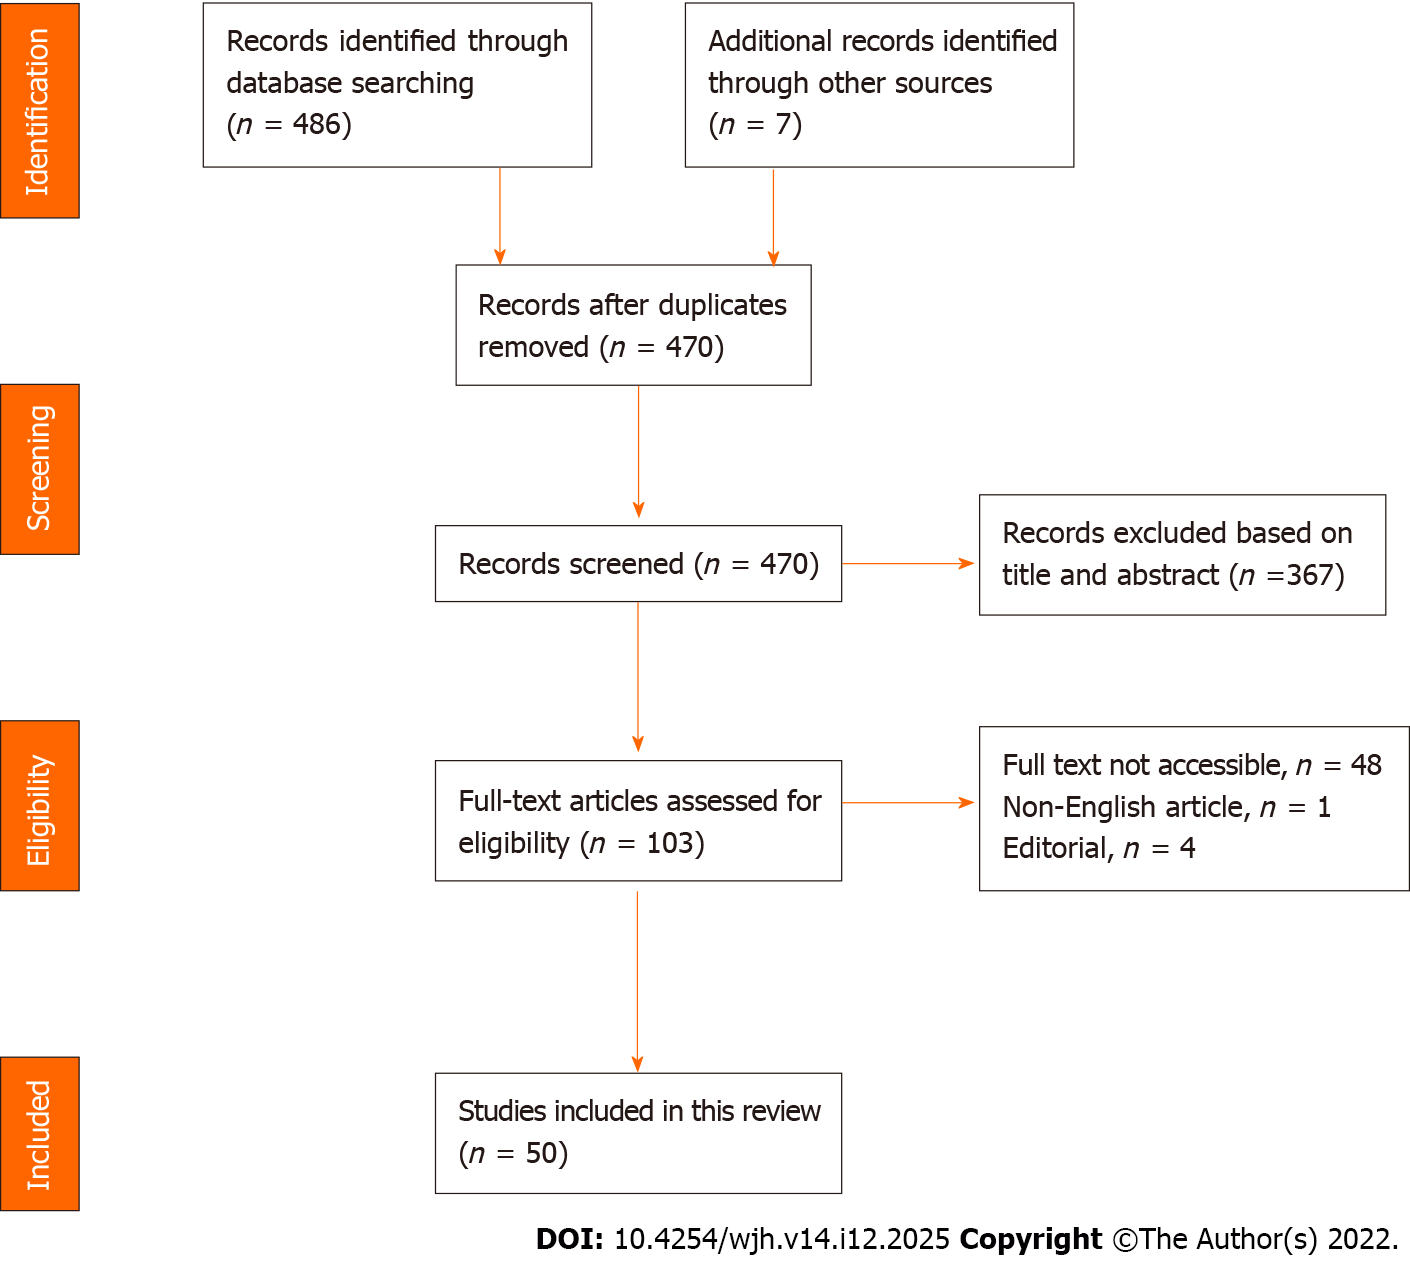 Identification
Records identified through
database searching
(n = 486)
Additional records identified
through other sources
(n = 7)
Records after duplicates
removed (n = 470)
Screening
Records screened (n = 470)
Records excluded based on
title and abstract (n =367)
Eligibility
Full-text articles assessed for
eligibility (n = 103)
Full text not accessible, n = 48
Non-English article, n = 1
Editorial, n = 4
Included
Studies included in this review
(n = 50)
DOI: 10.4254/wjh.v14.i12.2025 Copyright ©The Author(s) 2022.